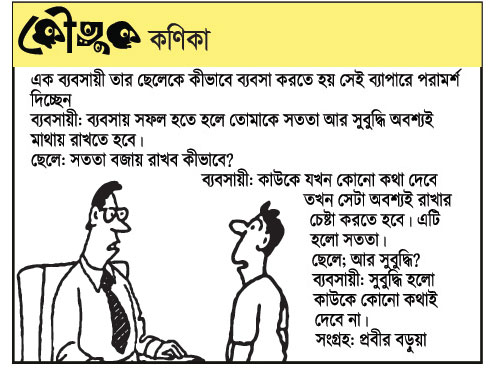 কৌতুক কণিকা
এক ব্যবসায়ী তার ছেলেকে কীভাবে ব্যবসা করতে হয় সেই ব্যাপারে পরামর্শ
দিচ্ছেন
ব্যবসায়ী: ব্যবসায় সফল হতে হলে তোমাকে সততা আর সুবুদ্ধি অবশ্যই
মাথায় রাখতে হবে।
ছেলে: সততা বজায় রাখব কীভাবে?
ব্যবসায়ী: কাউকে যখন কোনো কথা দেবে
তখন সেটা অবশ্যই রাখার
চেষ্টা করতে হবে। এটি
হলো সততা।
ছেলে; আর সুবুদ্ধি?
ব্যবসায়ী: সুবুদ্ধি হলো
কাউকে কোনো কথাই
দেবে না।
সংগ্রহ: প্রবীর বড়ুয়া